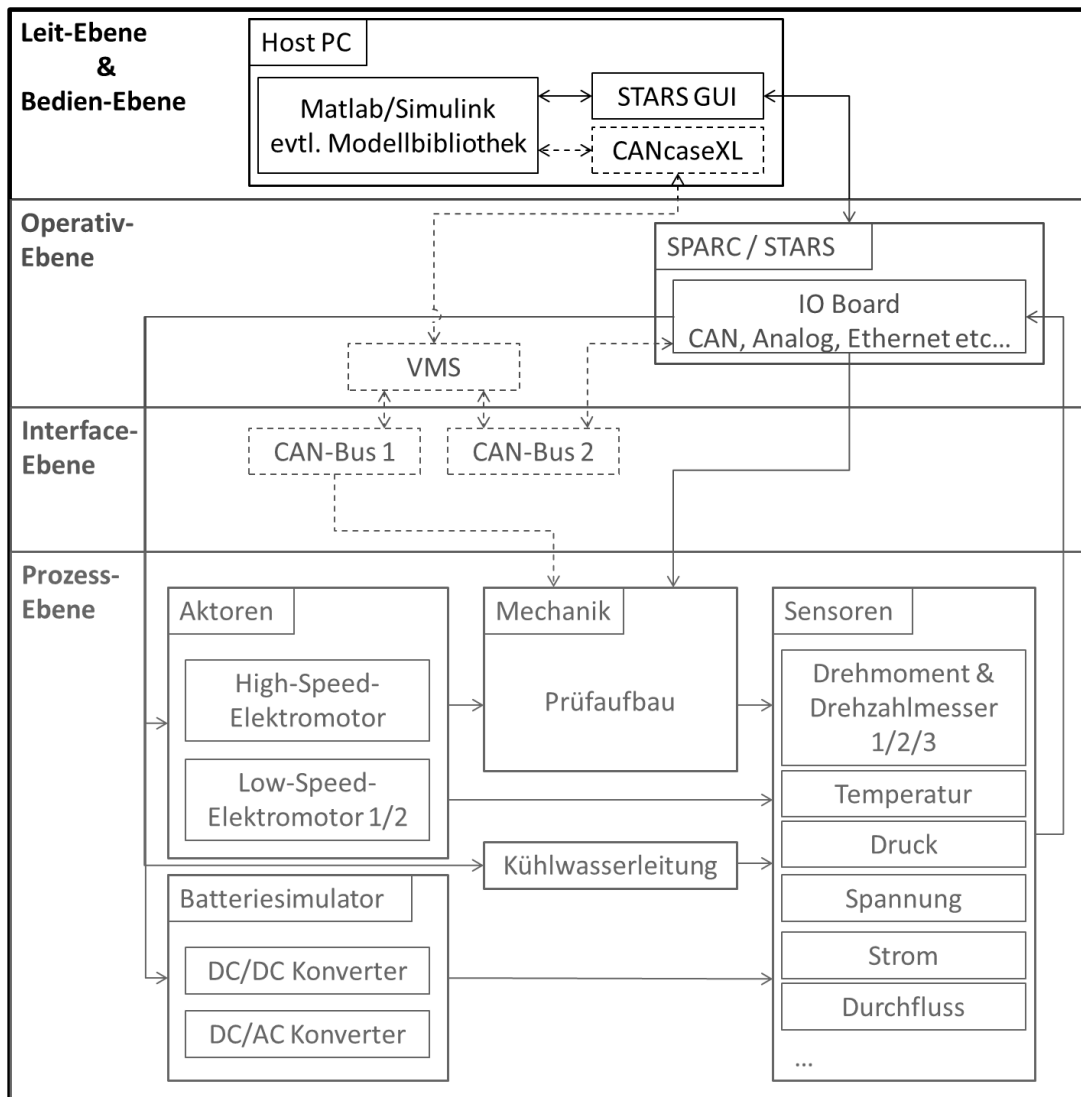 Leit-Ebene
&
Bedien-Ebene
Host PC
Matlab/Simulink
evtl. Modellbibliothek
STARS GUI
CANcaseXL
Operativ-
Ebene
SPARC / STARS
IO Board
CAN, Analog, Ethernet etc...
VMS
Interface-
Ebene
CAN-Bus 1
CAN-Bus 2
Prozess-
Ebene
Aktoren
High-Speed-
Elektromotor
Low-Speed-
Elektromotor 1/2
Mechanik
Prüfaufbau
Kühlwasserleitung
Sensoren
Drehmoment &
Drehzahlmesser
1/2/3
Temperatur
Druck
Spannung
Strom
Durchfluss
...
Batteriesimulator
DC/DC Konverter
DC/AC Konverter